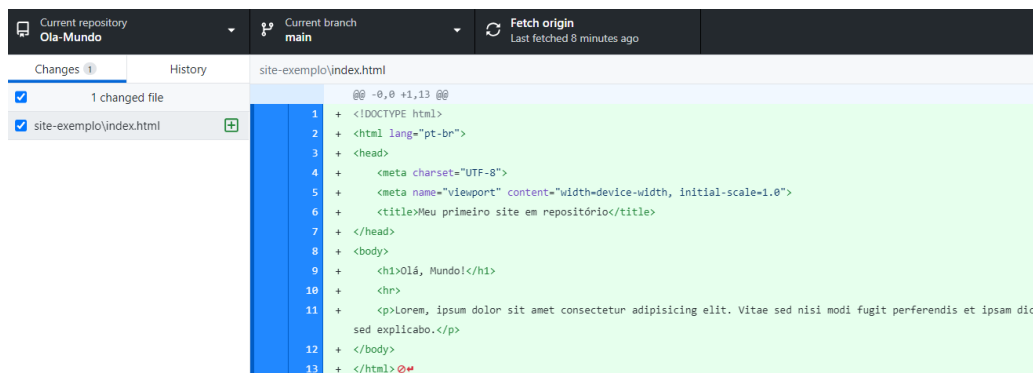 Current repository
Ola-Mundo
Current branch
main
Fetch origin
Last fetched 8 minutes ago
Changes 1
History
1 changed file
site-exemplo\index.html
site-exemplo\index.html
@@ -0,0 +1,13 @@
1 + <!DOCTYPE html>
2 + <html lang="pt-br">
3 + <head>
4 + <meta charset="UTF-8">
5 + <meta name="viewport" content="width=device-width, initial-scale=1.0">
6 + <title>Meu primeiro site em repositório</title>
7 + </head>
8 + <body>
9 + <h1>Olá, Mundo!</h1>
10 + <hr>
11 + <p>Lorem, ipsum dolor sit amet consectetur adipisicing elit. Vitae sed nisi modi fugit perferendis et ipsam
sed explicabo.</p>
12 + </body>
13 + </html>